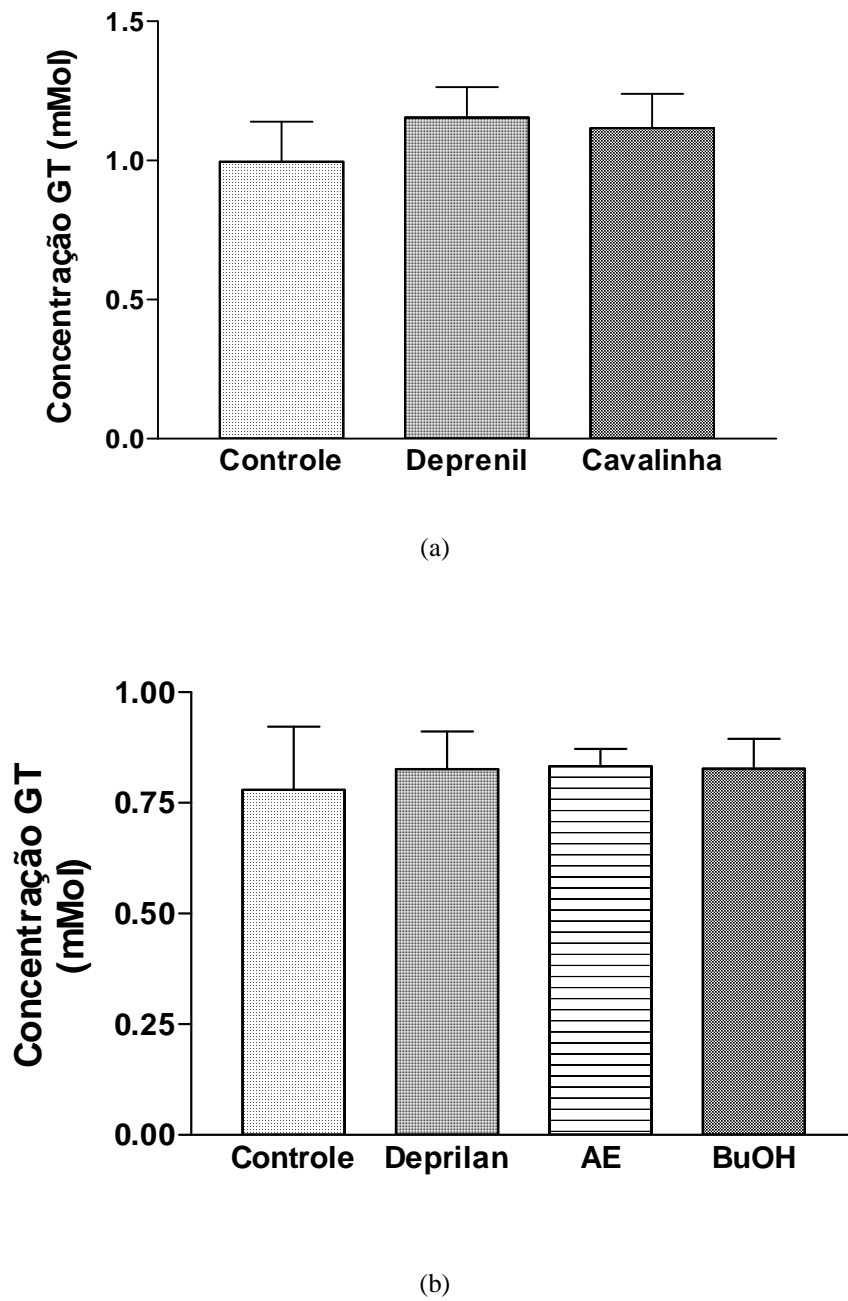 Concentração GT (mMol)
1.5
1.0
0.5
0.0
Controle Deprenil Cavalinha
(a)
Concentração GT
(mMol)
1.00
0.75
0.50
0.25
0.00
Controle Deprilan AE BuOH
(b)